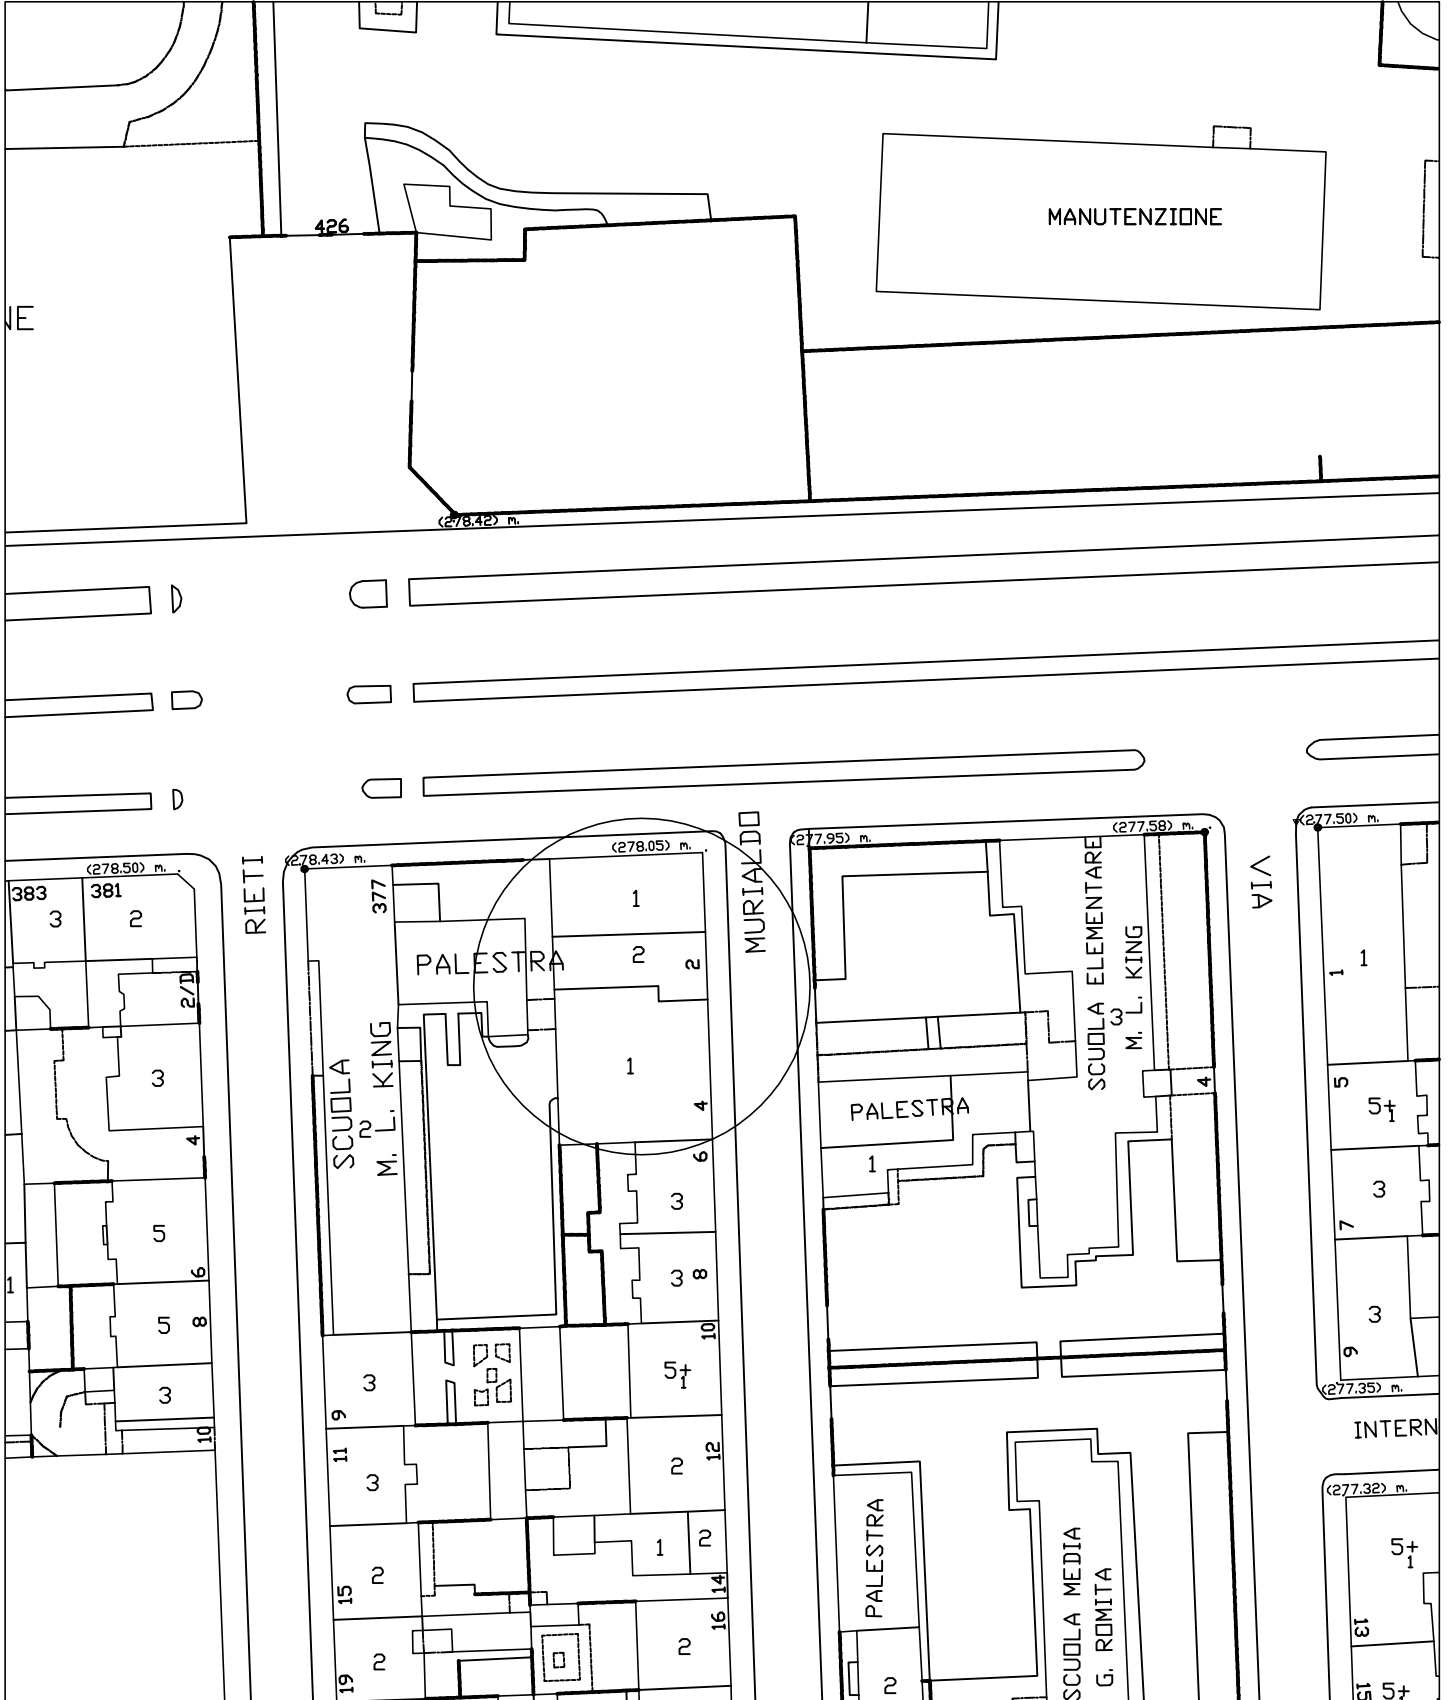 426
MANUTENZIONE
NE
(278.42) m.
(277.95) m.
(277.58) m.
(277.50) m.
(278.05) m.
(278.43) m.
(278.50) m.
RIETI
MURIALDO
VIA
383
381
377
3
2
1
2
2
PALESTRA
SCUOLA
M. L. KING
2
SCUOLA ELEMENTARE
M. L. KING
3
4
1
1
2/D
3
4
1
4
PALESTRA
1
5
5+
1
6
3
3
7
5
6
1
3
8
5
8
10
3
9
3
10
3
9
5+
1
(277.35) m.
INTERN
11
3
2
12
(277.32) m.
PALESTRA
SCUOLA MEDIA
G. ROMITA
2
15
1
2
14
5+
1
13
2
19
2
16
2
15
5+